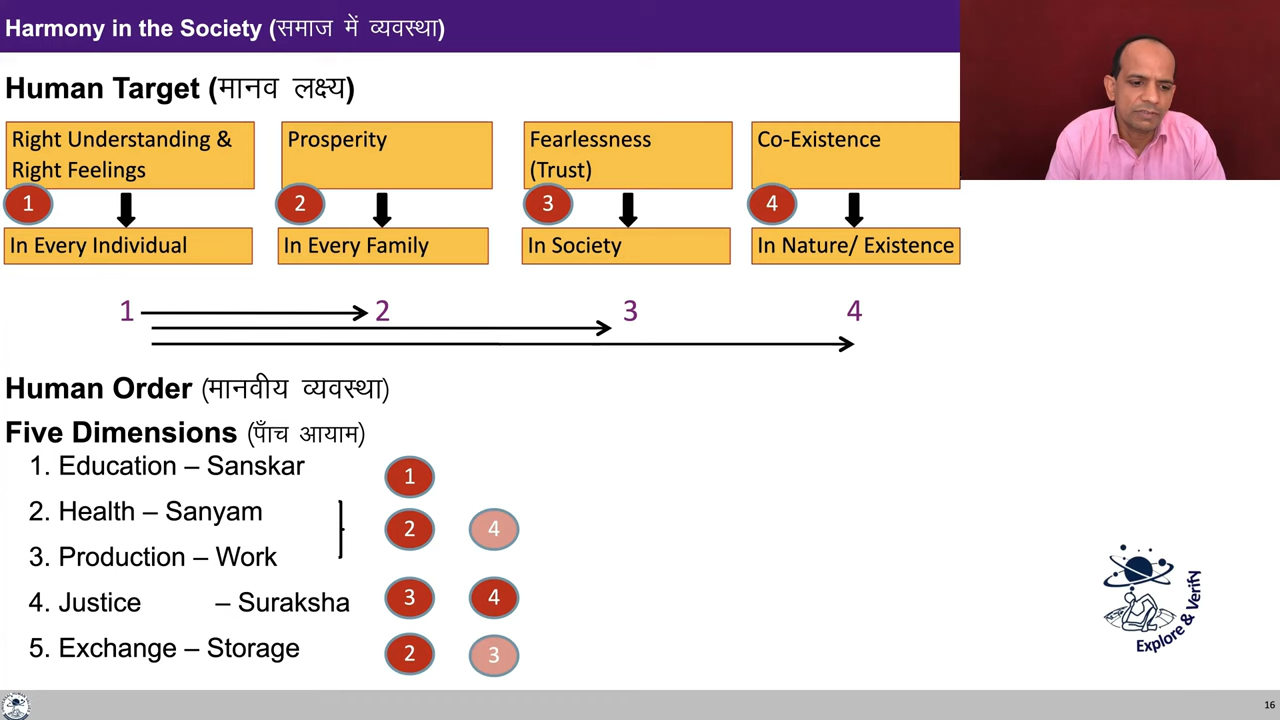 Harmony in the Society (समाज में व्यवस्था)
Human Target (मानव लक्ष्य)
Right Understanding & Right Feelings
Prosperity
Fearlessness (Trust)
Co-Existence
1
2
3
4
In Every Individual
In Every Family
In Society
In Nature/ Existence
1 2 3 4
Human Order (मानवीय व्यवस्था)
Five Dimensions (पाँच आयाम)
1. Education – Sanskar 1
2. Health – Sanyam 2 4
3. Production – Work
4. Justice – Suraksha 3 4
5. Exchange – Storage 2 3
Explore & Verify
16